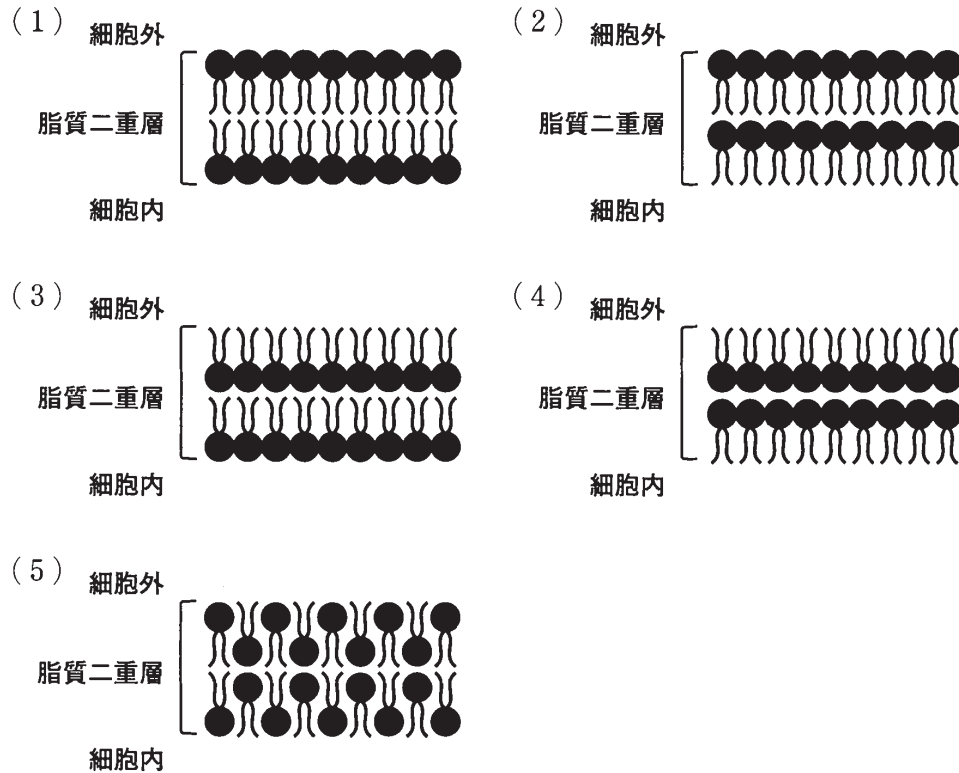 (1)
細胞外
脂質二重層
細胞内
(2)
細胞外
脂質二重層
細胞内
(3)
細胞外
脂質二重層
細胞内
(4)
細胞外
脂質二重層
細胞内
(5)
細胞外
脂質二重層
細胞内